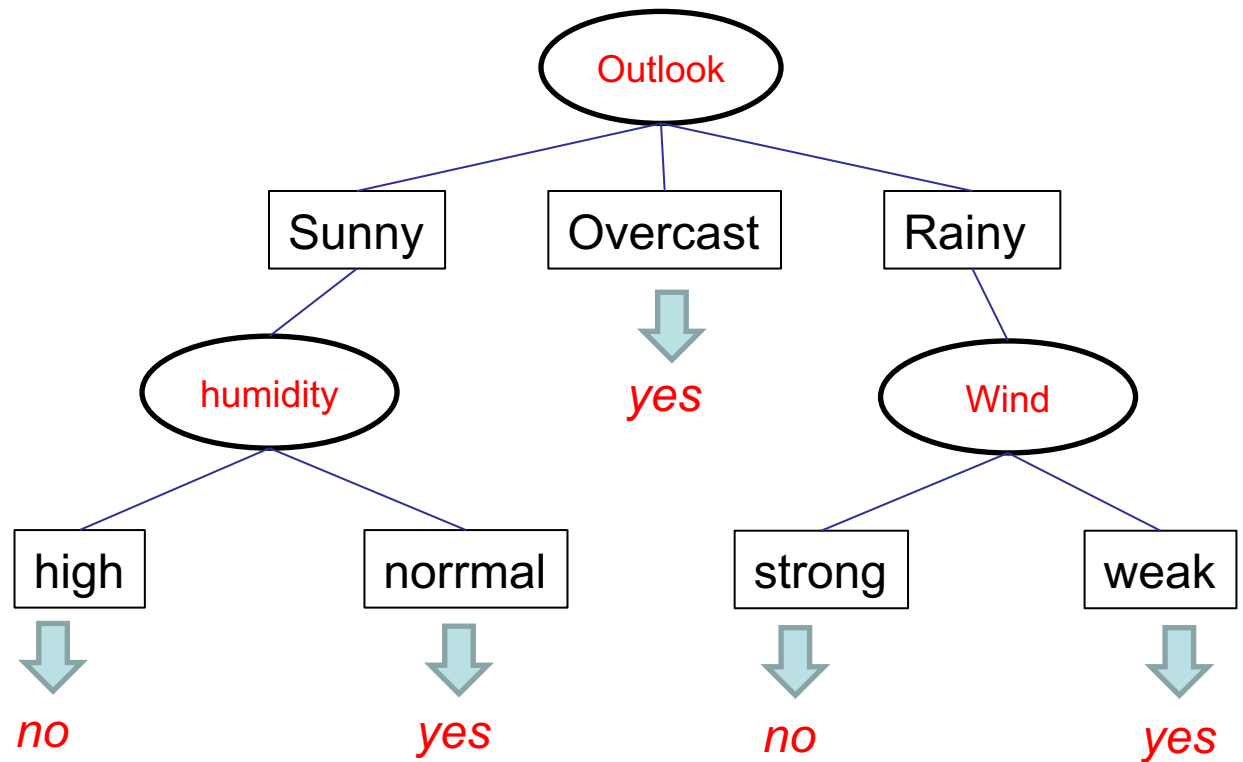 Outlook
Sunny
Overcast
Rainy
humidity
yes
Wind
high
norrmal
strong
weak
no
yes
no
yes